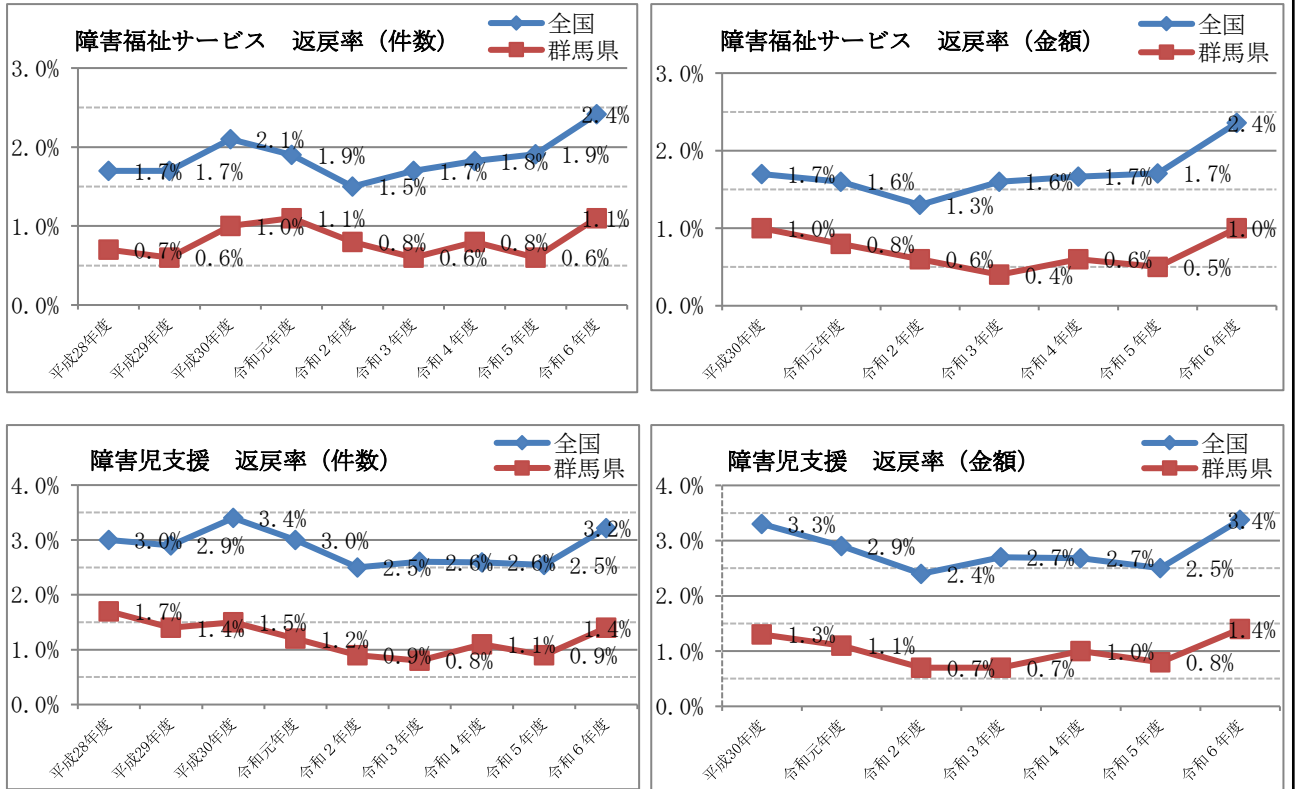 障害福祉サービス　返戻率（件数）
全国
群馬県
3.0%
2.0%
1.0%
0.0%
1.7%
1.7%
2.1%
1.9%
1.5%
1.7%
1.8%
1.9%
2.4%
0.7%
0.6%
1.0%
1.1%
0.8%
0.6%
0.8%
0.6%
1.1%
平成28年度
平成29年度
平成30年度
令和元年度
令和２年度
令和３年度
令和４年度
令和５年度
令和６年度
障害福祉サービス　返戻率（金額）
全国
群馬県
3.0%
2.0%
1.0%
0.0%
1.7%
1.6%
1.3%
1.6%
1.7%
1.7%
2.4%
1.0%
0.8%
0.6%
0.4%
0.6%
0.5%
1.0%
平成30年度
令和元年度
令和２年度
令和３年度
令和４年度
令和５年度
令和６年度
障害児支援　返戻率（件数）
全国
群馬県
4.0%
3.0%
2.0%
1.0%
0.0%
3.0%
2.9%
3.4%
3.0%
2.5%
2.6%
2.6%
2.5%
3.2%
1.7%
1.4%
1.5%
1.2%
0.9%
0.8%
1.1%
0.9%
1.4%
平成28年度
平成29年度
平成30年度
令和元年度
令和２年度
令和３年度
令和４年度
令和５年度
令和６年度
障害児支援　返戻率（金額）
全国
群馬県
4.0%
3.0%
2.0%
1.0%
0.0%
3.3%
2.9%
2.4%
2.7%
2.7%
2.5%
3.4%
1.3%
1.1%
0.7%
0.7%
1.0%
0.8%
1.4%
平成30年度
令和元年度
令和２年度
令和３年度
令和４年度
令和５年度
令和６年度